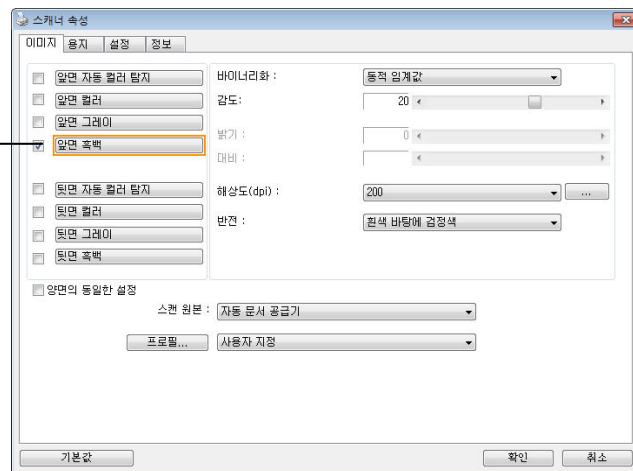 스캐너 속성
이미지 용지 설정 정보
앞면 자동 컬러 탐지
앞면 컬러
앞면 그레이
앞면 흑백
뒷면 자동 컬러 탐지
뒷면 컬러
뒷면 그레이
뒷면 흑백
바이너리화 : 동적 임계값
감도: 20
밝기 : 0
대비 :
해상도(dpi) : 200 ...
반전 : 흰색 바탕에 검정색
양면의 동일한 설정
스캔 원본 : 자동 문서 공급기
프로필... 사용자 지정
기본값 확인 취소